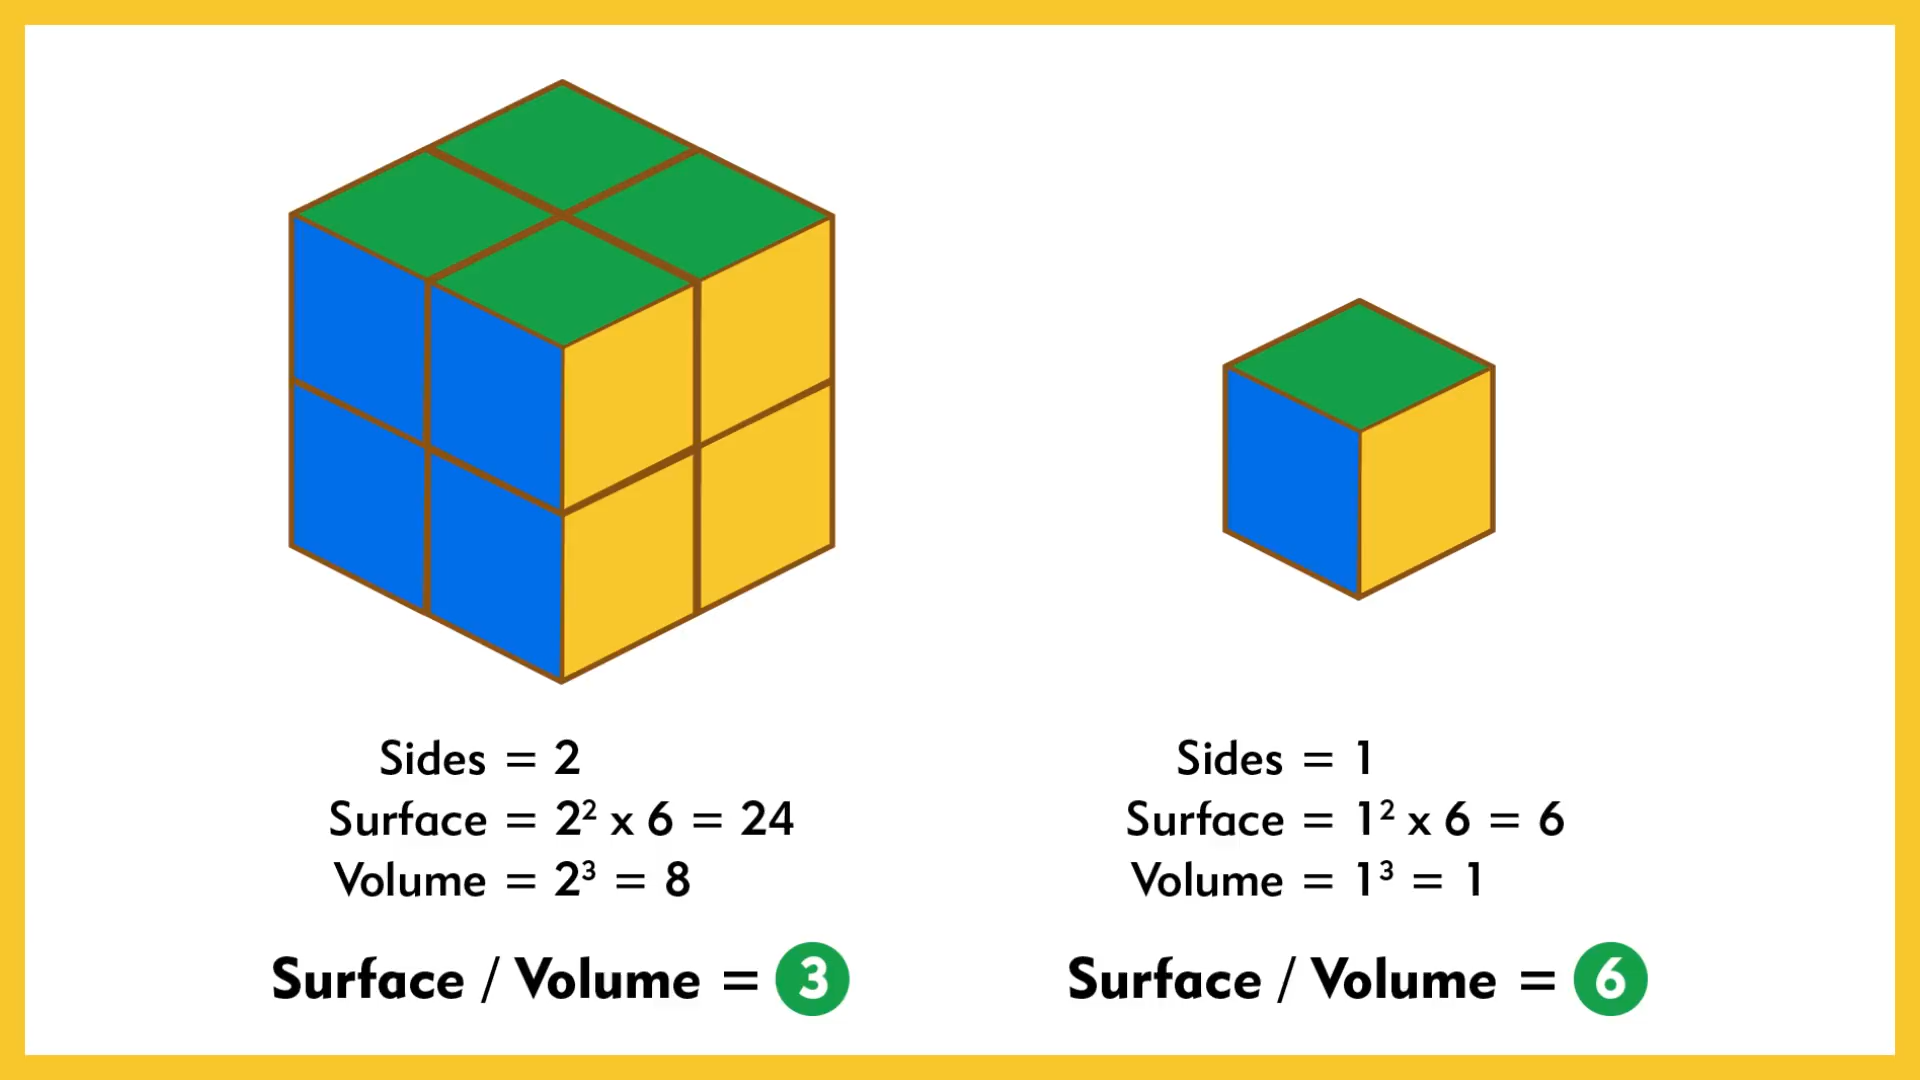 Sides = 2
Surface = 2² x 6 = 24
Volume = 2³ = 8
Surface / Volume = 3
Sides = 1
Surface = 1² x 6 = 6
Volume = 1³ = 1
Surface / Volume = 6